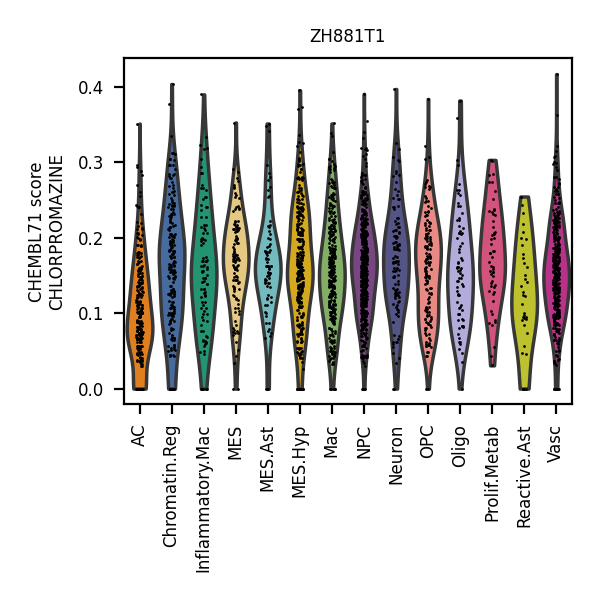 ZH881T1
CHEMBL71 score
CHLORPROMAZINE
0.4
0.3
0.2
0.1
0.0
AC
Chromatin.Reg
Inflammatory.Mac
MES
MES.Ast
MES.Hyp
Mac
NPC
Neuron
OPC
Oligo
Prolif.Metab
Reactive.Ast
Vasc